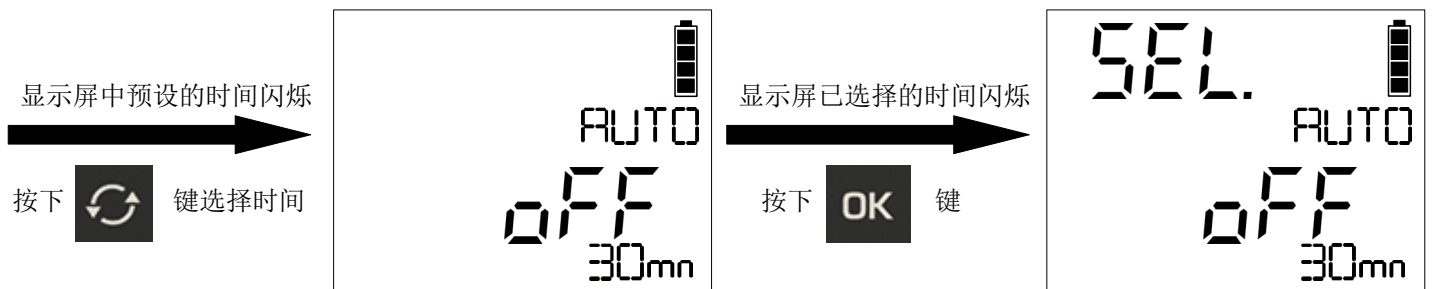 显示屏中预设的时间闪烁
按下 键选择时间
AUTO
oFF
30mn
显示屏已选择的时间闪烁
按下 OK 键
SEL.
AUTO
oFF
30mn